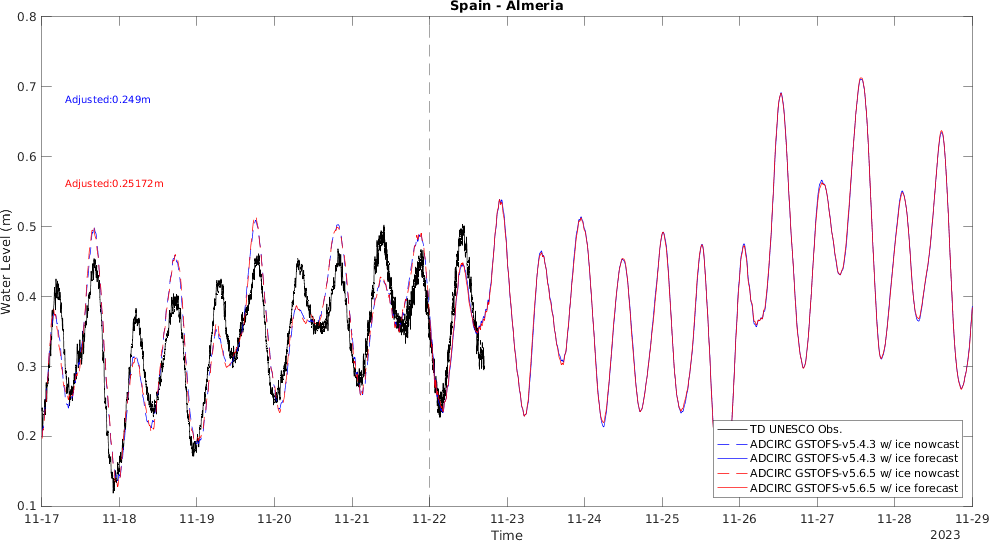 Spain - Almeria
0.8
0.7
0.6
0.5
0.4
0.3
0.2
0.1
Water Level (m)
Adjusted:0.249m
Adjusted:0.25172m
TD UNESCO Obs.
ADCIRC GSTOFS-v5.4.3 w/ ice nowcast
ADCIRC GSTOFS-v5.4.3 w/ ice forecast
ADCIRC GSTOFS-v5.6.5 w/ ice nowcast
ADCIRC GSTOFS-v5.6.5 w/ ice forecast
11-17 11-18 11-19 11-20 11-21 11-22 11-23 11-24 11-25 11-26 11-27 11-28 11-29
Time
2023